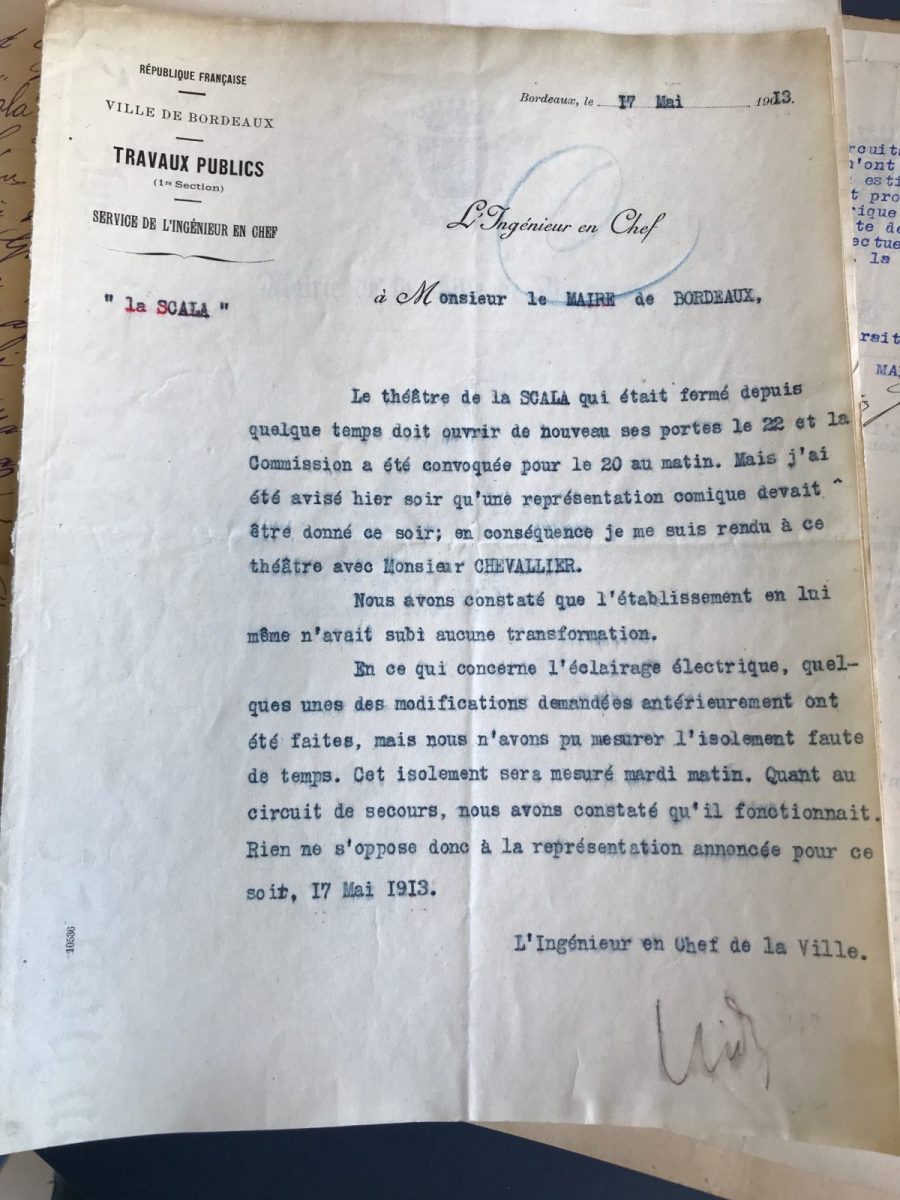 RÉPUBLIQUE FRANÇAISE
VILLE DE BORDEAUX
TRAVAUX PUBLICS
(1re Section)
SERVICE DE L'INGÉNIEUR EN CHEF
Bordeaux, le 17 Mai 1913.
L'Ingénieur en Chef
" la SCALA "
à Monsieur le MAIRE de BORDEAUX,
Le théâtre de la SCALA qui était fermé depuis
quelque temps doit ouvrir de nouveau ses portes le 22 et la
Commission a été convoquée pour le 20 au matin. Mais j'ai
été avisé hier soir qu'une représentation comique devait
être donné ce soir; en conséquence je me suis rendu à ce
théâtre avec Monsieur CHEVALLIER.
Nous avons constaté que l'établissement en lui
même n'avait subi aucune transformation.
En ce qui concerne l'éclairage électrique, quel-
ques unes des modifications demandées antérieurement ont
été faites, mais nous n'avons pu mesurer l'isolement faute
de temps. Cet isolement sera mesuré mardi matin. Quant au
circuit de secours, nous avons constaté qu'il fonctionnait.
Rien ne s'oppose donc à la représentation annoncée pour ce
soir, 17 Mai 1913.
L'Ingénieur en Chef de la Ville.
10536